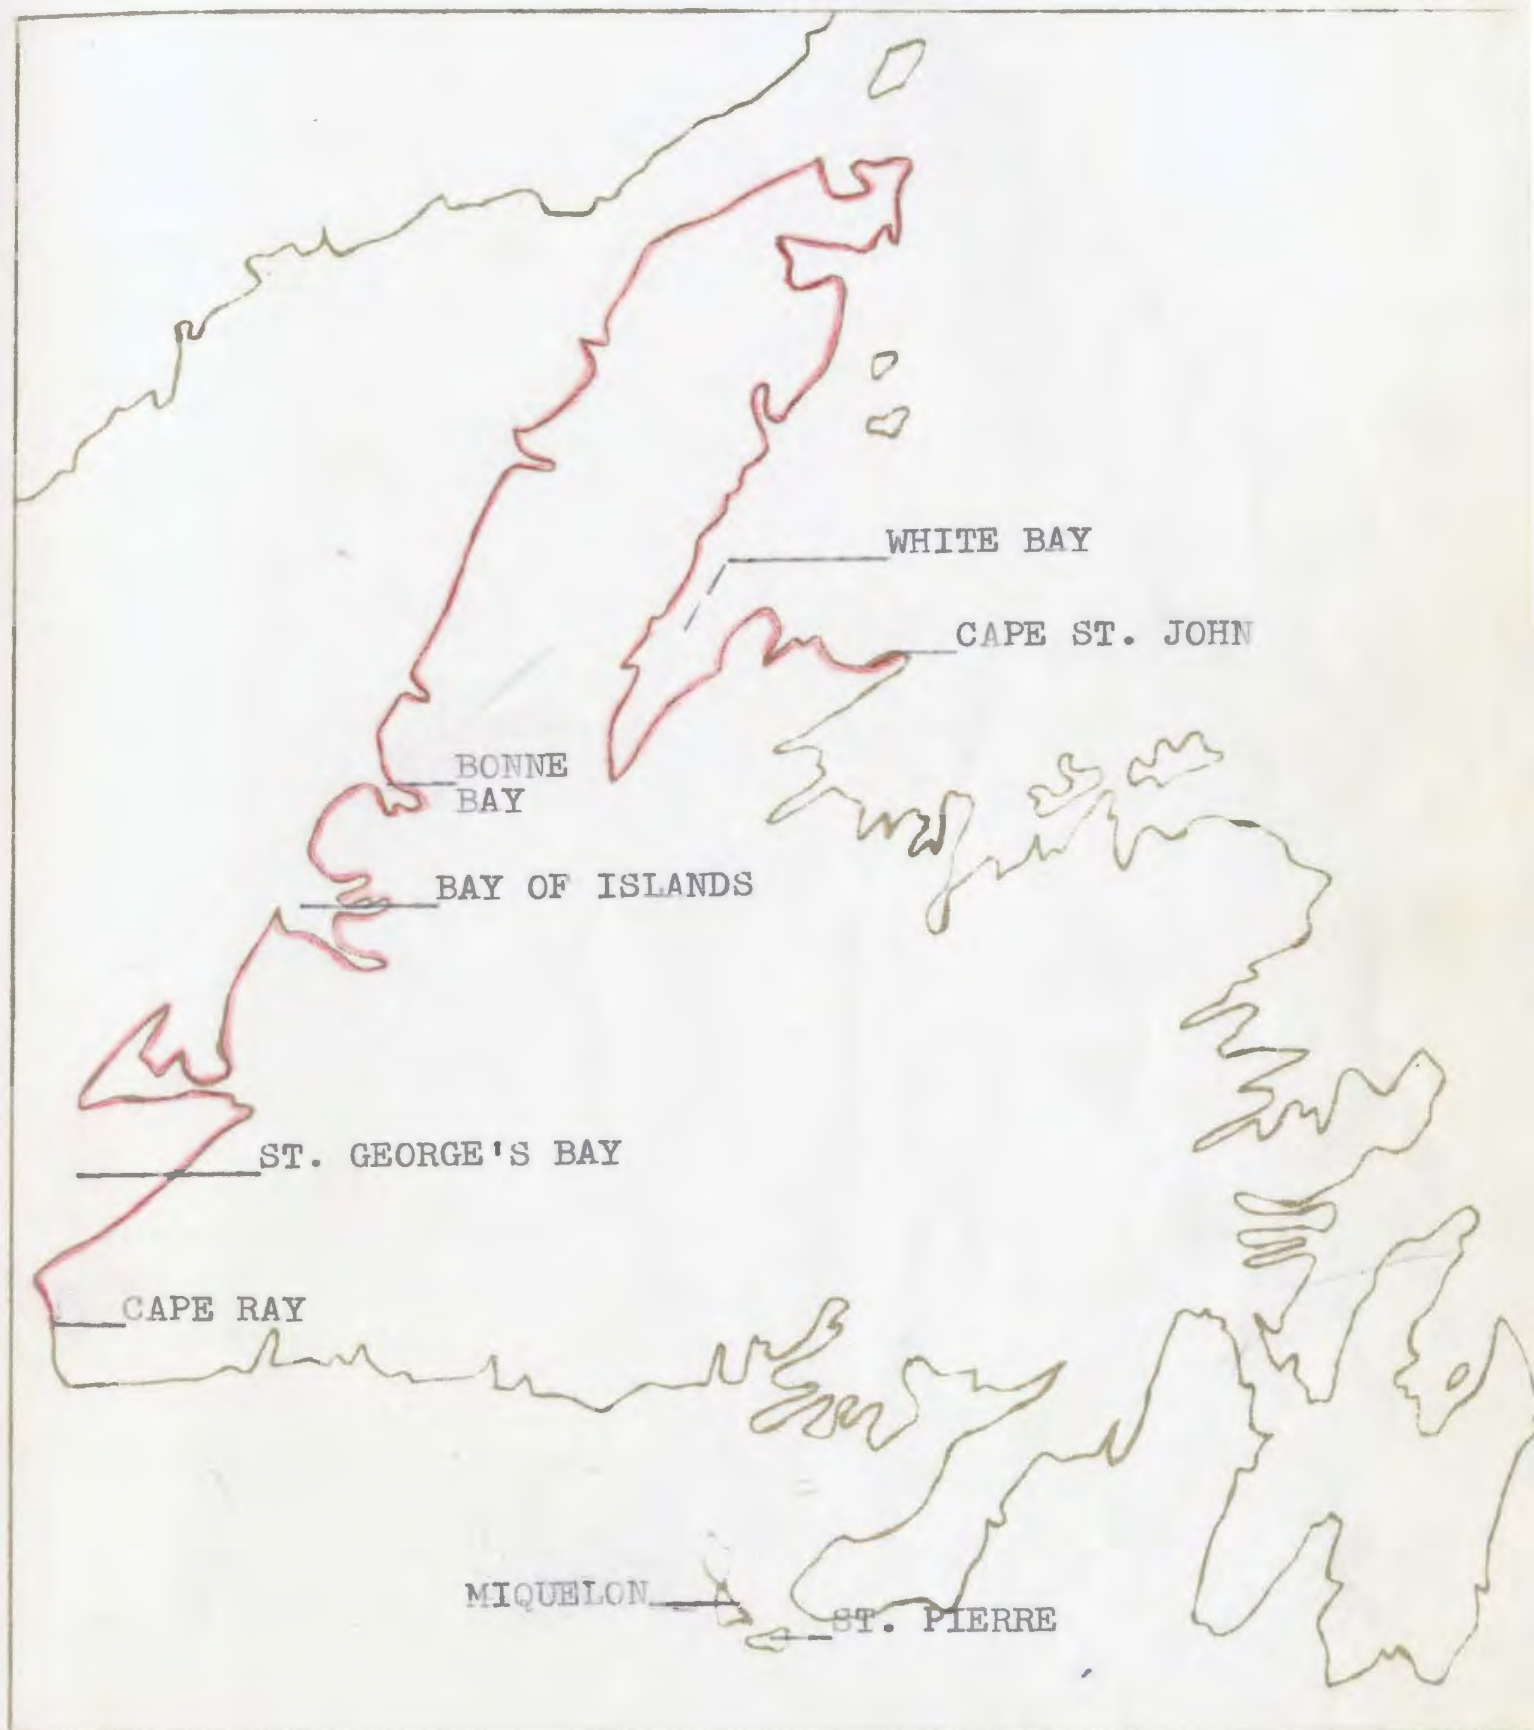 WHITE BAY
CAPE ST. JOHN
BONNE
BAY
BAY OF ISLANDS
ST. GEORGE'S BAY
CAPE RAY
MIQUELON
ST. PIERRE